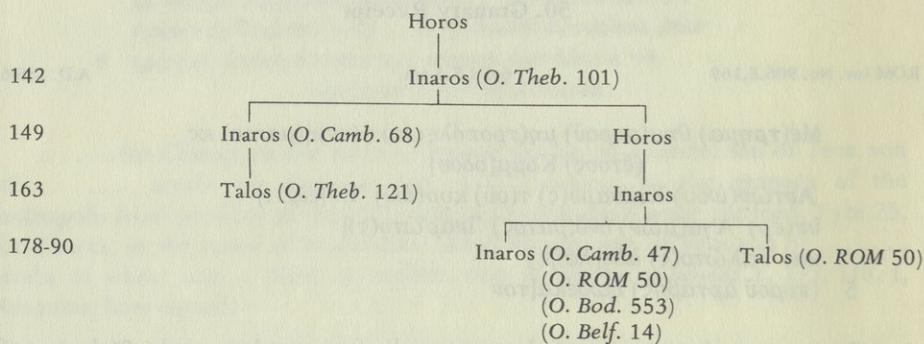 Horos
142 Inaros (O. Theb. 101)
149 Inaros (O. Camb. 68) Horos
163 Talos (O. Theb. 121) Inaros
178-90 Inaros (O. Camb. 47) Talos (O. ROM 50)
(O. ROM 50)
(O. Bod. 553)
(O. Belf. 14)